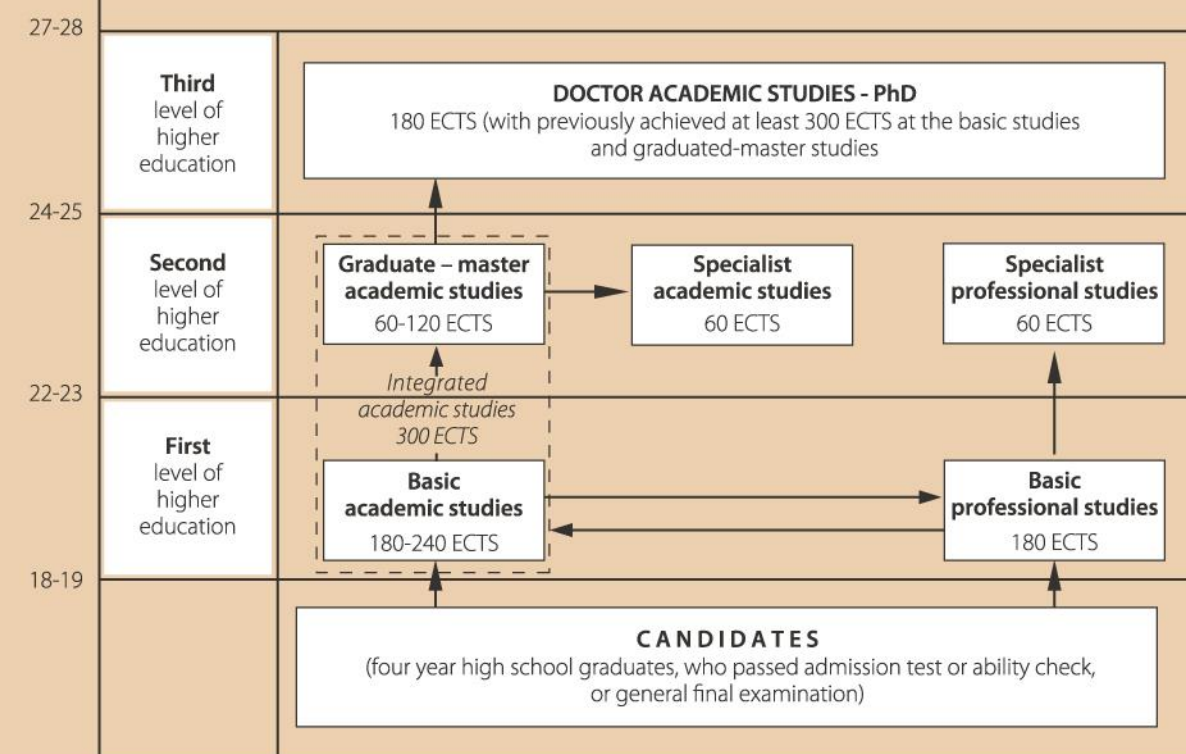 27-28
Third
level of
higher
education
DOCTOR ACADEMIC STUDIES - PhD
180 ECTS (with previously achieved at least 300 ECTS at the basic studies
and graduated-master studies
24-25
Second
level of
higher
education
Graduate – master
academic studies
60-120 ECTS
Specialist
academic studies
60 ECTS
Specialist
professional studies
60 ECTS
22-23
Integrated
academic studies
300 ECTS
First
level of
higher
education
Basic
academic studies
180-240 ECTS
Basic
professional studies
180 ECTS
18-19
CANDIDATES
(four year high school graduates, who passed admission test or ability check,
or general final examination)